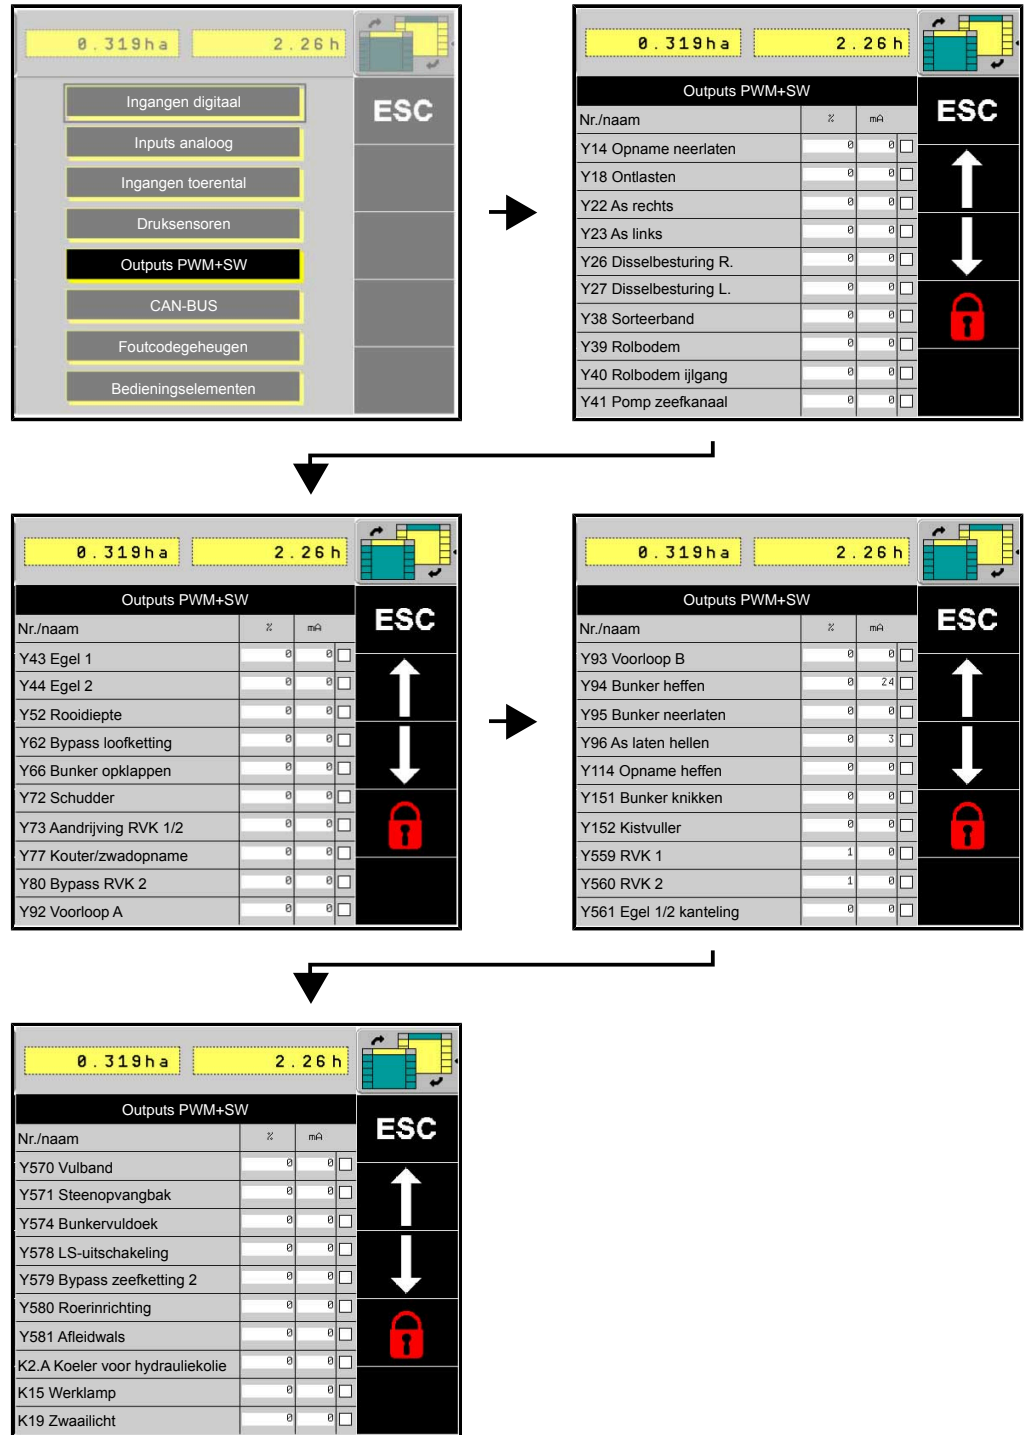 0.319ha 2.26h
Ingangen digitaal
ESC
Inputs analoog
Ingangen toerental
Druksensoren
Outputs PWM+SW
CAN-BUS
Foutcodegeheugen
Bedieningselementen
0.319ha 2.26h
Outputs PWM+SW
ESC
Nr./naam % mA
Y14 Opname neerlaten 0 0
Y18 Ontlasten 0 0
Y22 As rechts 0 0
Y23 As links 0 0
Y26 Disselbesturing R. 0 0
Y27 Disselbesturing L. 0 0
Y38 Sorteerband 0 0
Y39 Rolbodem 0 0
Y40 Rolbodem ijlgang 0 0
Y41 Pomp zeefkanaal 0 0
0.319ha 2.26h
Outputs PWM+SW
ESC
Nr./naam % mA
Y43 Egel 1 0 0
Y44 Egel 2 0 0
Y52 Rooidiepte 0 0
Y62 Bypass loofketting 0 0
Y66 Bunker opklappen 0 0
Y72 Schudder 0 0
Y73 Aandrijving RVK 1/2 0 0
Y77 Kouter/zwadopname 0 0
Y80 Bypass RVK 2 0 0
Y92 Voorloop A 0 0
0.319ha 2.26h
Outputs PWM+SW
ESC
Nr./naam % mA
Y93 Voorloop B 0 0
Y94 Bunker heffen 0 24
Y95 Bunker neerlaten 0 0
Y96 As laten hellen 0 3
Y114 Opname heffen 0 0
Y151 Bunker knikken 0 0
Y152 Kistvuller 0 0
Y559 RVK 1 1 0
Y560 RVK 2 1 0
Y561 Egel 1/2 kanteling 0 0
0.319ha 2.26h
Outputs PWM+SW
ESC
Nr./naam % mA
Y570 Vulband 0 0
Y571 Steenopvangbak 0 0
Y574 Bunkervuldoek 0 0
Y578 LS-uitschakeling 0 0
Y579 Bypass zeefketting 2 0 0
Y580 Roerinrichting 0 0
Y581 Afleidwals 0 0
K2.A Koeler voor hydrauliekolie 0 0
K15 Werklamp 0 0
K19 Zwaailicht 0 0